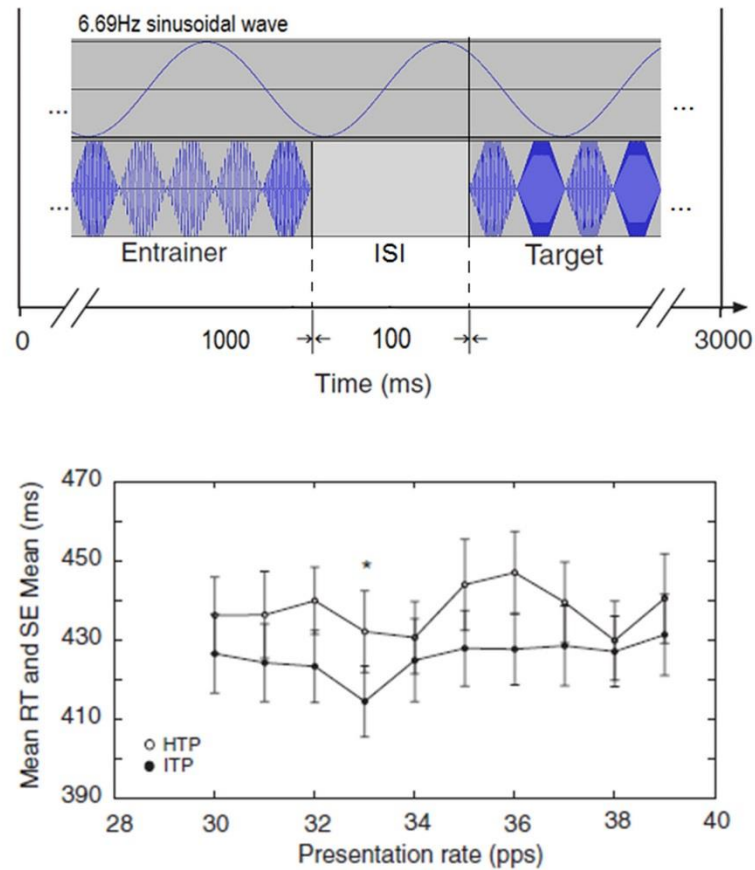 6.69Hz sinusoidal wave
... ...
... ...
Entrainer ISI Target
0 1000 100 3000
Time (ms)
470
450
430
410
390
Mean RT and SE Mean (ms)
*
HTP
ITP
28 30 32 34 36 38 40
Presentation rate (pps)